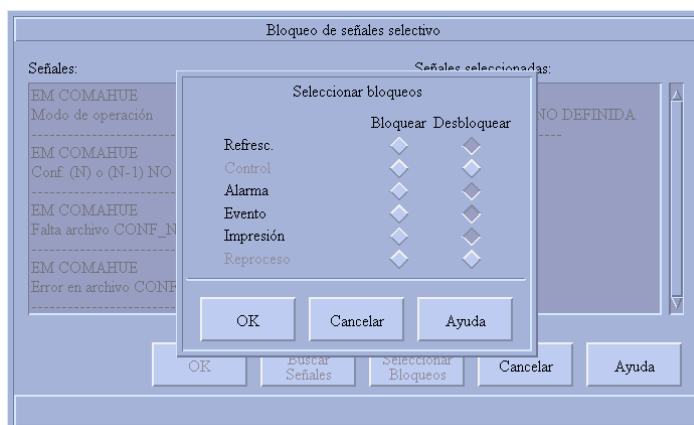 Bloqueo de señales selectivo
Señales:
Señales seleccionadas:
EM COMAHUE
Modo de operación
EM COMAHUE
Conf. (N) o (N-1) NO
EM COMAHUE
Falta archivo CONF_N
EM COMAHUE
Error en archivo CONF
NO DEFINIDA
Seleccionar bloqueos
Bloquear Desbloquear
Refresc.
Control
Alarma
Evento
Impresión
Reproceso
OK Cancelar Ayuda
OK Buscar Señales Seleccionar Bloqueos Cancelar Ayuda